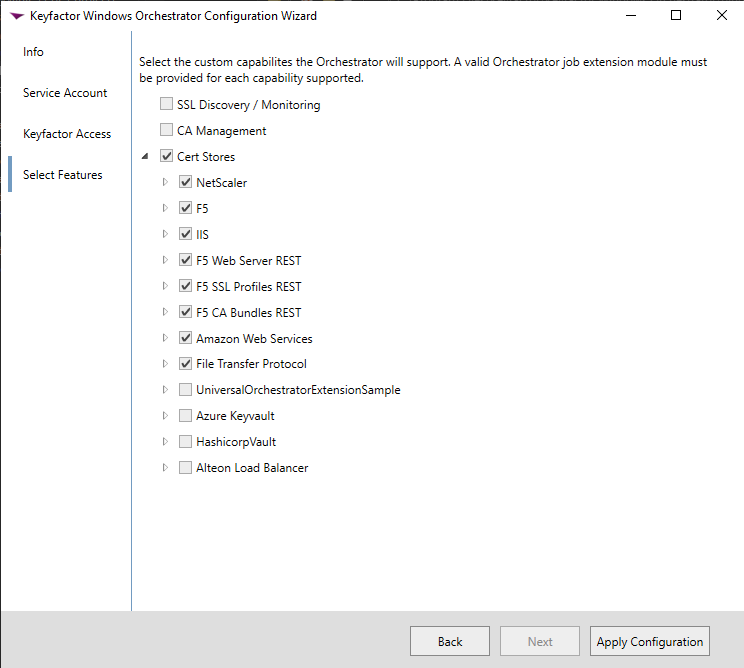 Keyfactor Windows Orchestrator Configuration Wizard
Info
Service Account
Keyfactor Access
Select Features
Select the custom capabilites the Orchestrator will support. A valid Orchestrator job extension module must
be provided for each capability supported.
SSL Discovery / Monitoring
CA Management
Cert Stores
NetScaler
F5
IIS
F5 Web Server REST
F5 SSL Profiles REST
F5 CA Bundles REST
Amazon Web Services
File Transfer Protocol
UniversalOrchestratorExtensionSample
Azure Keyvault
HashicorpVault
Alteon Load Balancer
Back
Next
Apply Configuration